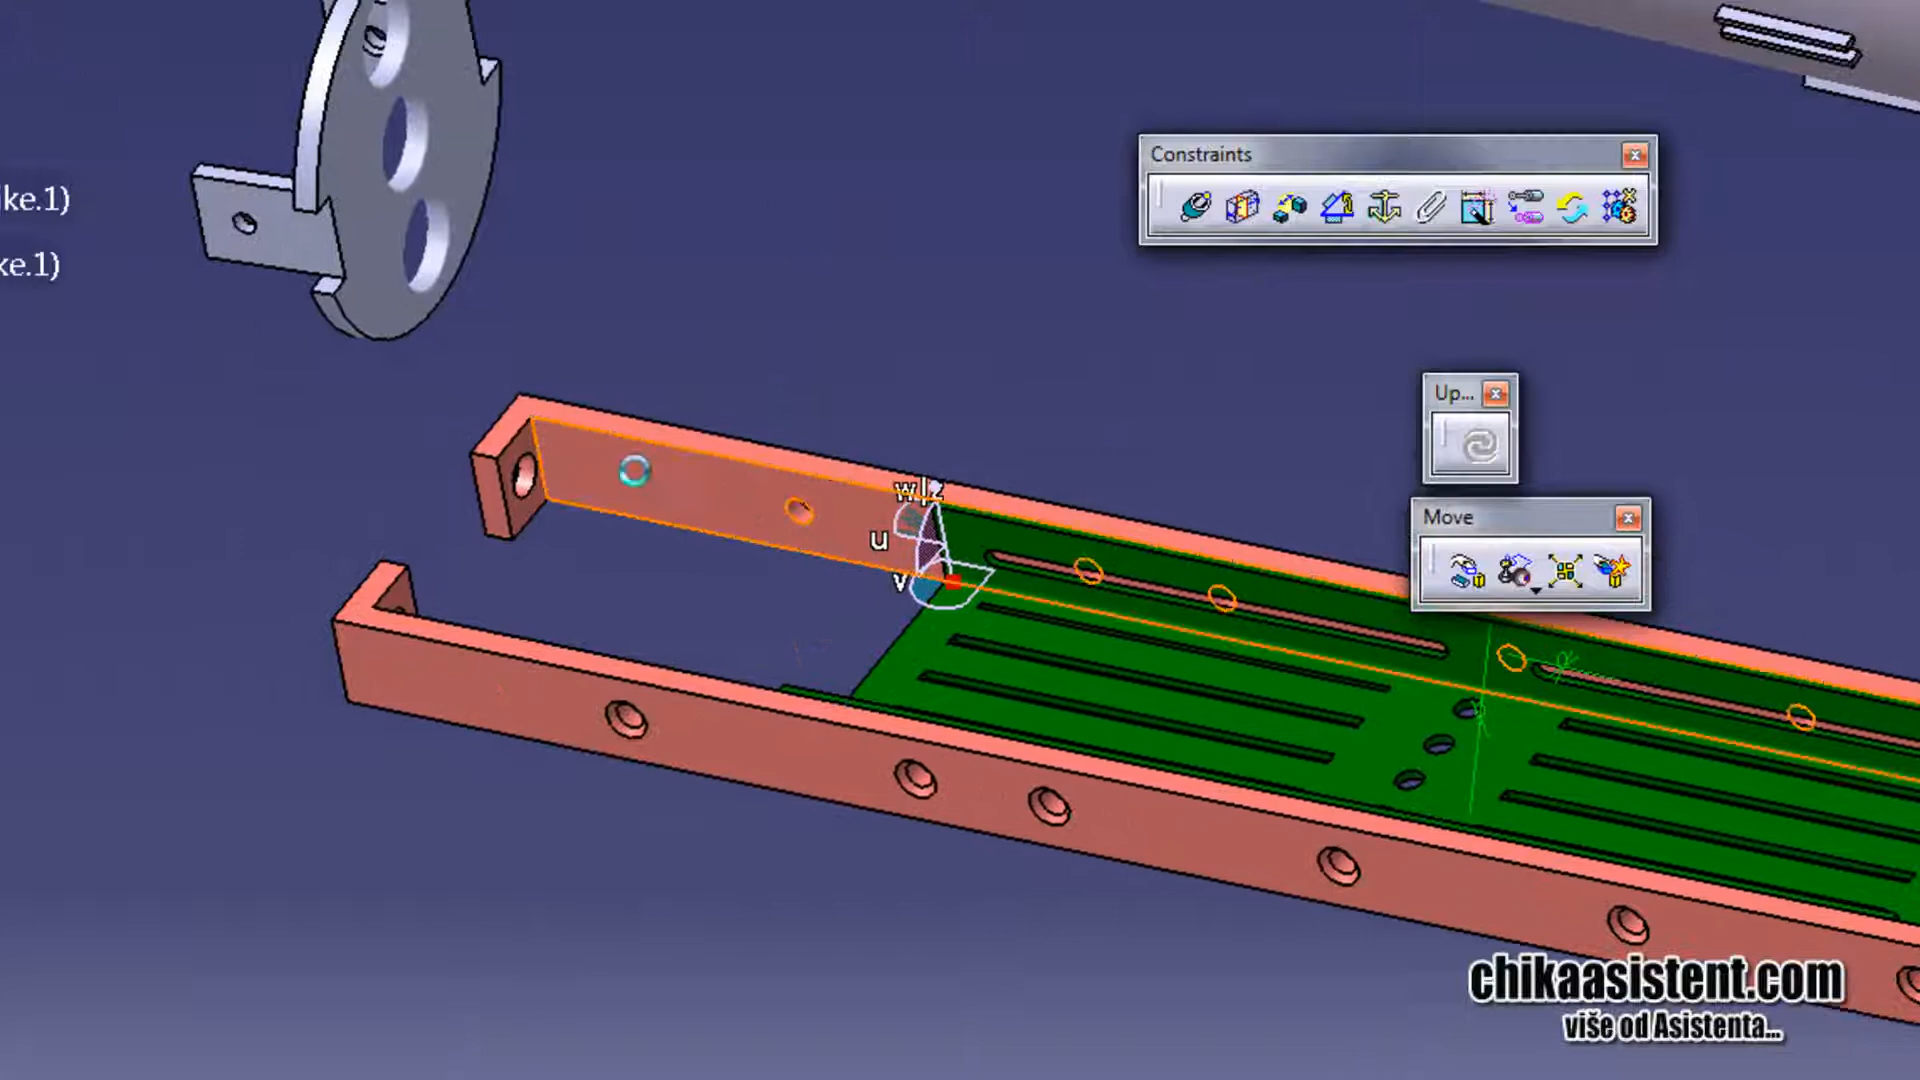 ke.1)
ke.1)
Constraints
Up...
Move
w|z
u
v
chikaasistent.com
više od Asistenta...